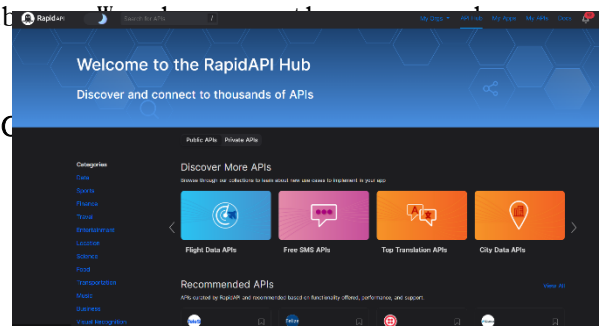 RapidAPI
Search for APIs
/
My Orgs
API Hub
My Apps
My APIs
Docs
Welcome to the RapidAPI Hub
Discover and connect to thousands of APIs
Public APIs Private APIs
Categories
Data
Sports
Finance
Travel
Entertainment
Location
Science
Food
Transportation
Music
Business
Visual Recognition
Discover More APIs
Browse through our collections to learn about new use cases to implement in your app
Flight Data APIs
Free SMS APIs
Top Translation APIs
City Data APIs
Recommended APIs
View All
APIs curated by RapidAPI and recommended based on functionality offered, performance, and support.